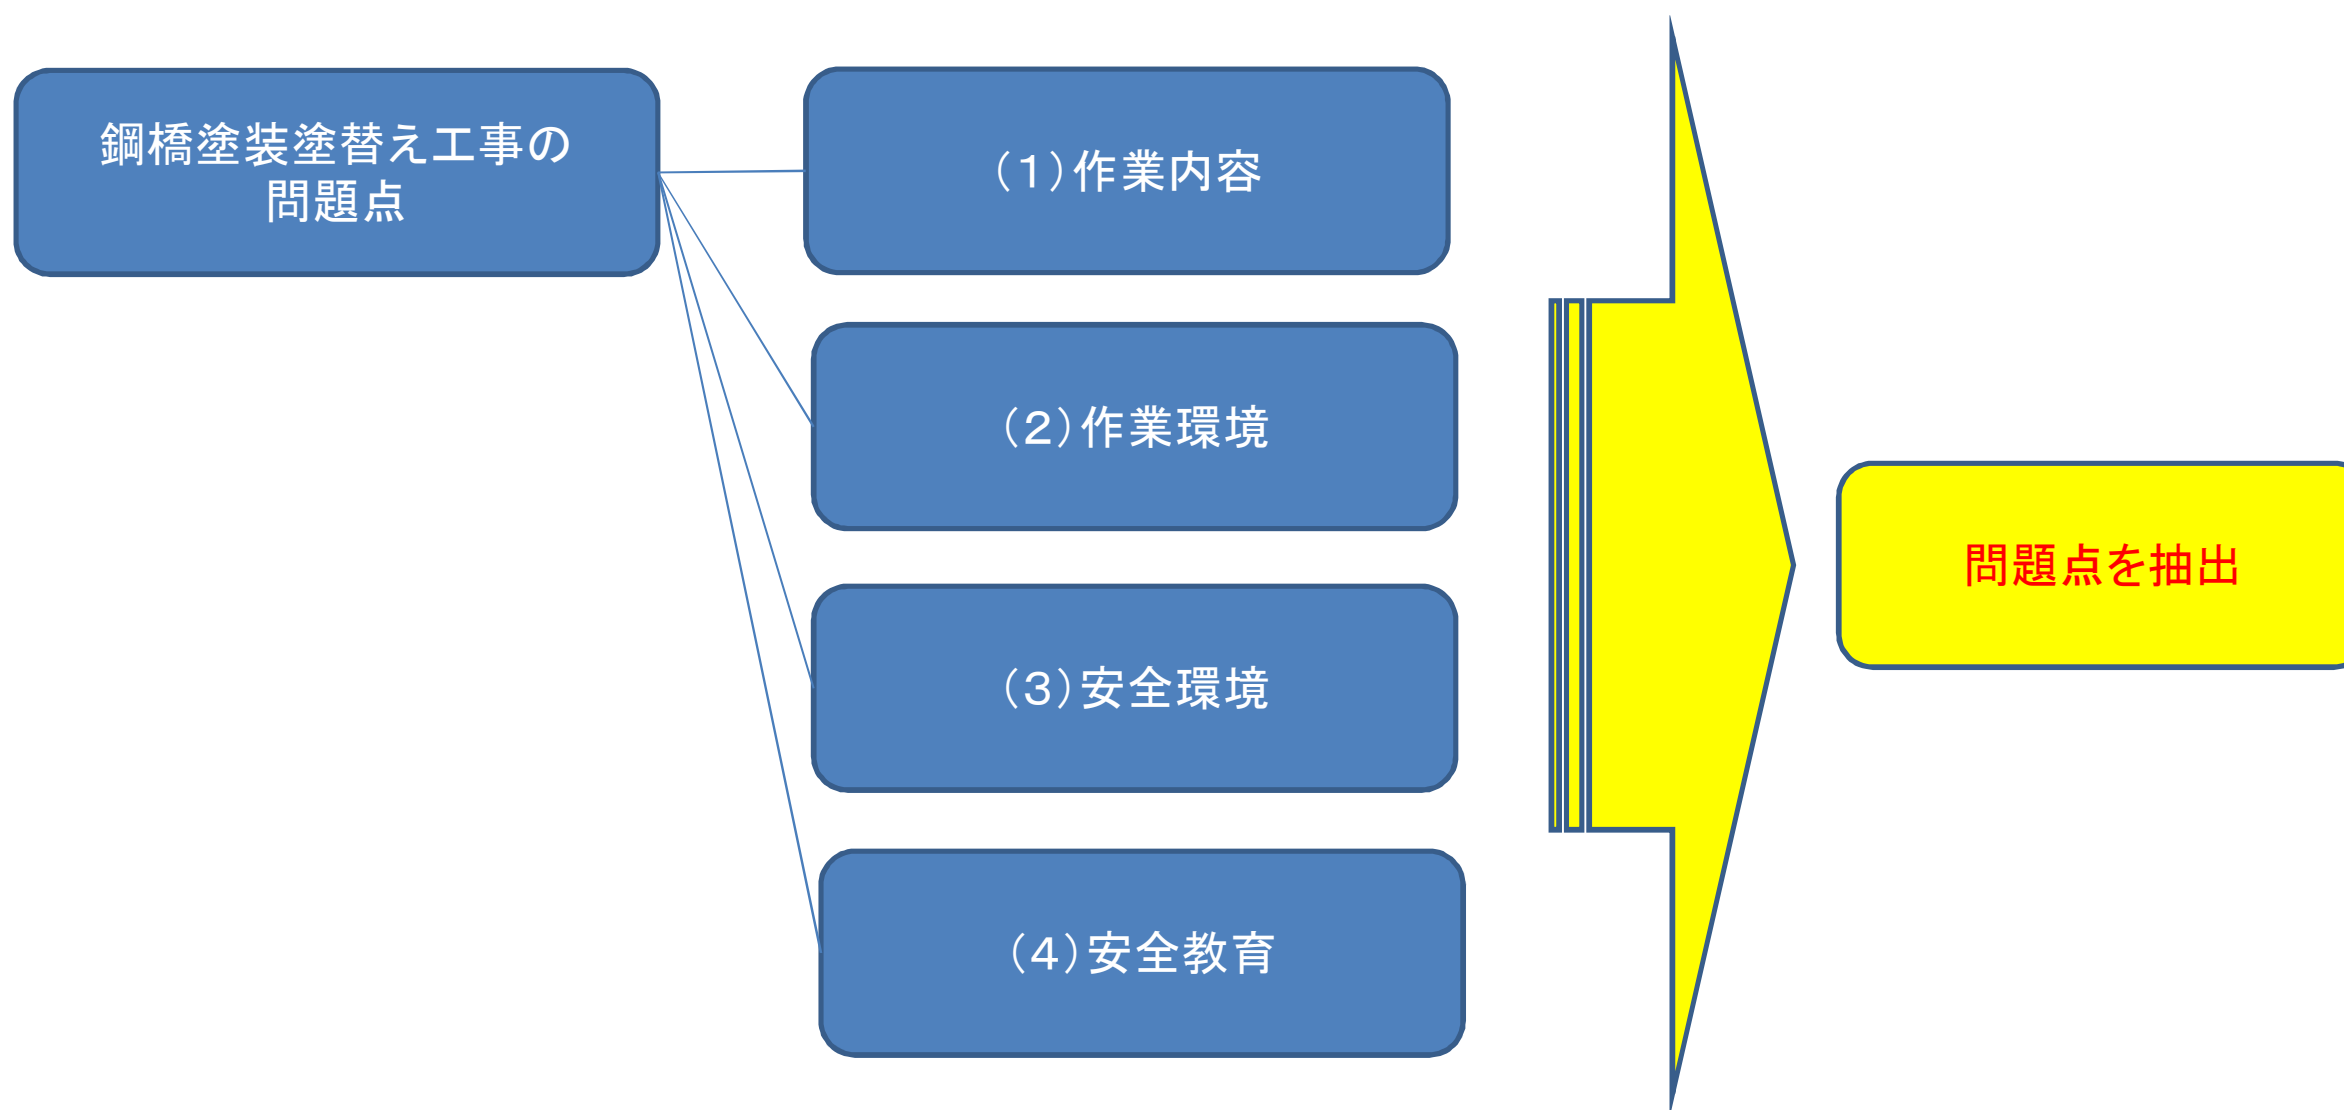 鋼橋塗装塗替え工事の
問題点
（１）作業内容
（２）作業環境
（３）安全環境
（４）安全教育
問題点を抽出